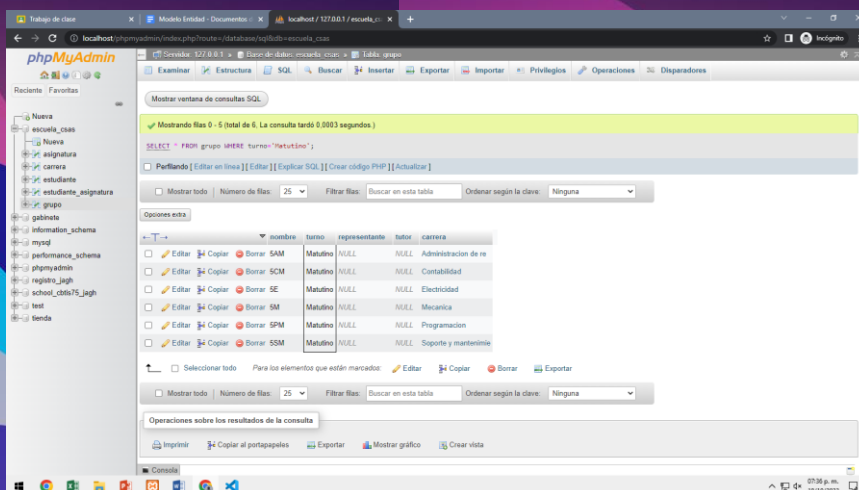 Trabajo de clase
Modelo Entidad - Documentos
localhost / 127.0.0.1 / escuela_cs
localhost/phpmyadmin/index.php?route=/database/sql&db=escuela_csas
Incógnito
phpMyAdmin
Reciente Favoritas
Nueva
escuela_csas
Nueva
asignatura
carrera
estudiante
estudiante_asignatura
grupo
gabinete
information_schema
mysql
performance_schema
phpmyadmin
registro_jagh
school_cbtis75_jagh
test
tienda
Servidor: 127.0.0.1 » Base de datos: escuela_csas » Tabla: grupo
Examinar Estructura SQL Buscar Insertar Exportar Importar Privilegios Operaciones Disparadores
Mostrar ventana de consultas SQL
Mostrando filas 0 - 5 (total de 6, La consulta tardó 0,0003 segundos.)
SELECT * FROM grupo WHERE turno='Matutino';
Perfilando [ Editar en línea ] [ Editar ] [ Explicar SQL ] [ Crear código PHP ] [ Actualizar ]
Mostrar todo Número de filas: 25 Filtrar filas: Buscar en esta tabla Ordenar según la clave: Ninguna
Opciones extra
nombre turno representante tutor carrera
Editar Copiar Borrar 5AM Matutino NULL NULL Administracion de re
Editar Copiar Borrar 5CM Matutino NULL NULL Contabilidad
Editar Copiar Borrar 5E Matutino NULL NULL Electricidad
Editar Copiar Borrar 5M Matutino NULL NULL Mecanica
Editar Copiar Borrar 5PM Matutino NULL NULL Programacion
Editar Copiar Borrar 5SM Matutino NULL NULL Soporte y mantenimie
Seleccionar todo Para los elementos que están marcados: Editar Copiar Borrar Exportar
Mostrar todo Número de filas: 25 Filtrar filas: Buscar en esta tabla Ordenar según la clave: Ninguna
Operaciones sobre los resultados de la consulta
Imprimir Copiar al portapapeles Exportar Mostrar gráfico Crear vista
Consola
07:36 p. m.